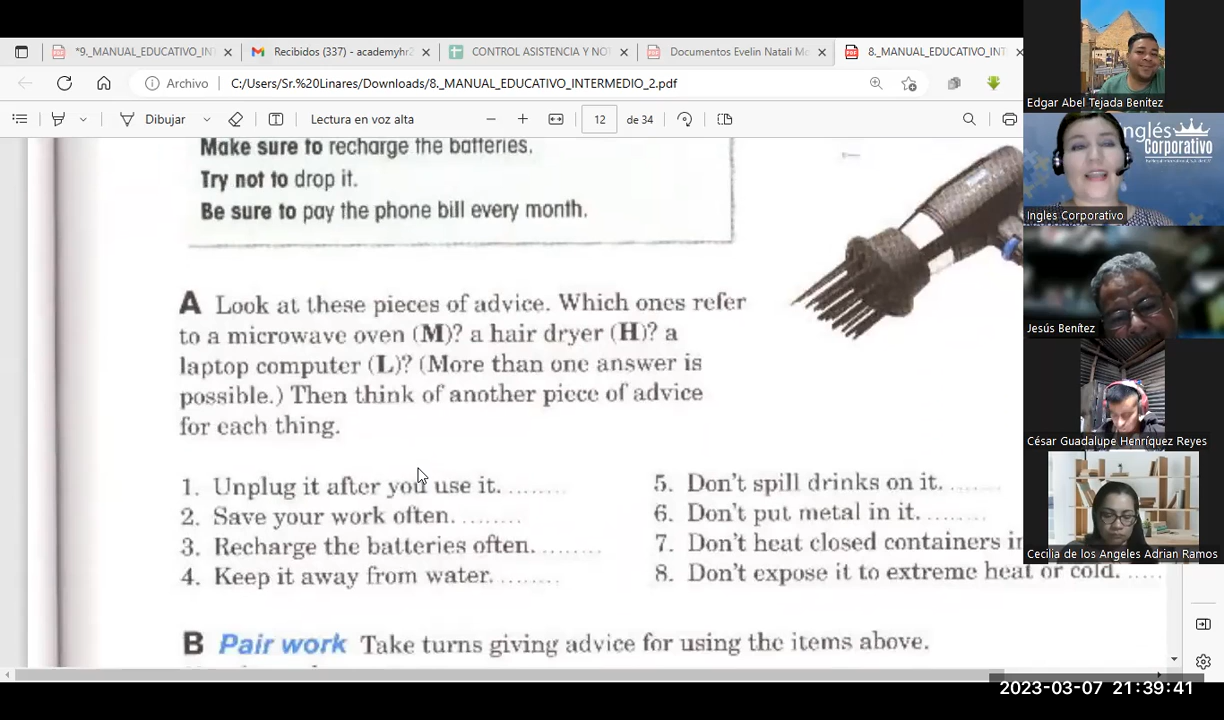 *9._MANUAL_EDUCATIVO_INT
Recibidos (337) - academyhr2
CONTROL ASISTENCIA Y NOT
Documentos Evelin Natali Mo
8._MANUAL_EDUCATIVO_INT
Archivo
C:/Users/Sr.%20Linares/Downloads/8._MANUAL_EDUCATIVO_INTERMEDIO_2.pdf
Dibujar
Lectura en voz alta
12
de 34
Make sure to recharge the batteries.
Try not to drop it.
Be sure to pay the phone bill every month.
A Look at these pieces of advice. Which ones refer
to a microwave oven (M)? a hair dryer (H)? a
laptop computer (L)? (More than one answer is
possible.) Then think of another piece of advice
for each thing.
1. Unplug it after you use it. ........
2. Save your work often. ........
3. Recharge the batteries often. ........
4. Keep it away from water. ........
5. Don't spill drinks on it. ........
6. Don't put metal in it. ........
7. Don't heat closed containers in
8. Don't expose it to extreme heat or cold. .....
B Pair work Take turns giving advice for using the items above.
Edgar Abel Tejada Benitez
Inglés
Corporativo
Ingles Corporativo
Jesús Benítez
César Guadalupe Henríquez Reyes
Cecilia de los Angeles Adrian Ramos
2023-03-07 21:39:41